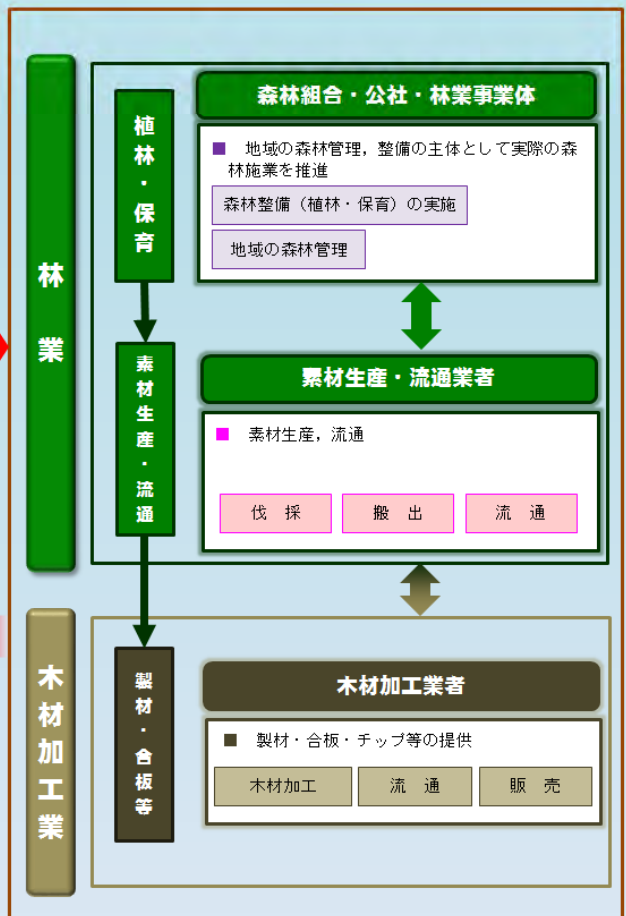 林業
植林・保育
森林組合・公社・林業事業体
■ 地域の森林管理，整備の主体として実際の森
林施業を推進
森林整備（植林・保育）の実施
地域の森林管理
素材生産・流通
素材生産・流通業者
■ 素材生産，流通
伐 採
搬 出
流 通
木材加工業
製材・合板等
木材加工業者
■ 製材・合板・チップ等の提供
木材加工
流 通
販 売